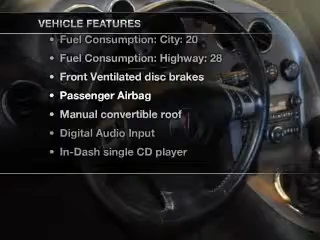 VEHICLE FEATURES
• Fuel Consumption: City: 20
• Fuel Consumption: Highway: 28
• Front Ventilated disc brakes
• Passenger Airbag
• Manual convertible roof
• Digital Audio Input
• In-Dash single CD player